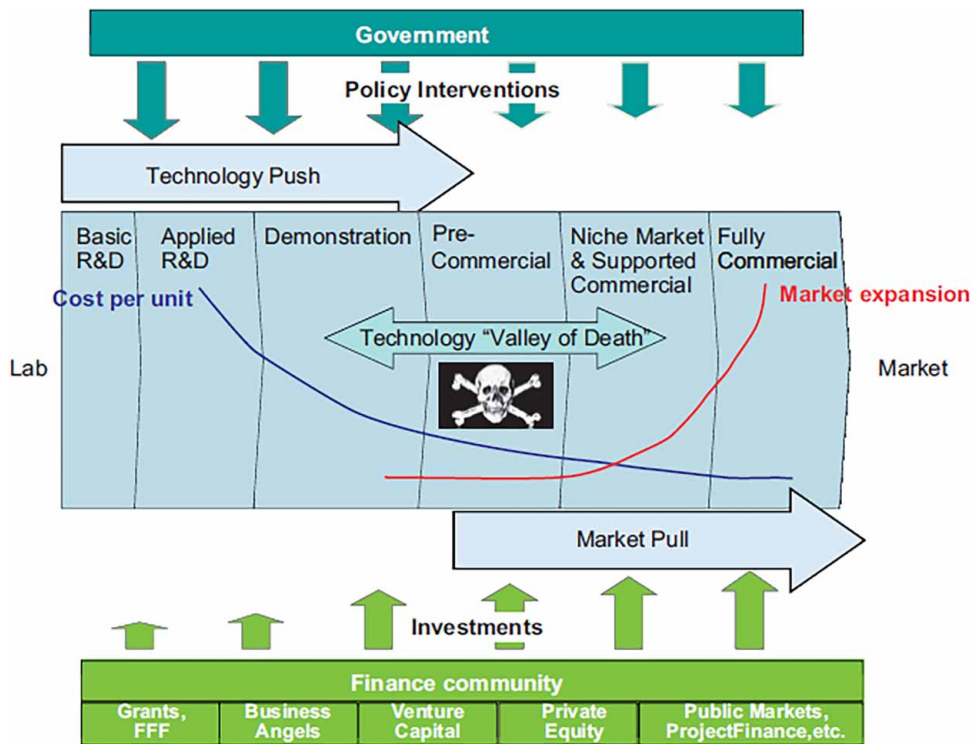 Government
Policy Interventions
Technology Push
Basic
R&D
Applied
R&D
Demonstration
Pre-
Commercial
Niche Market
& Supported
Commercial
Fully
Commercial
Cost per unit
Market expansion
Technology “Valley of Death”
Lab
Market
Market Pull
Investments
Finance community
Grants,
FFF
Business
Angels
Venture
Capital
Private
Equity
Public Markets,
ProjectFinance,etc.